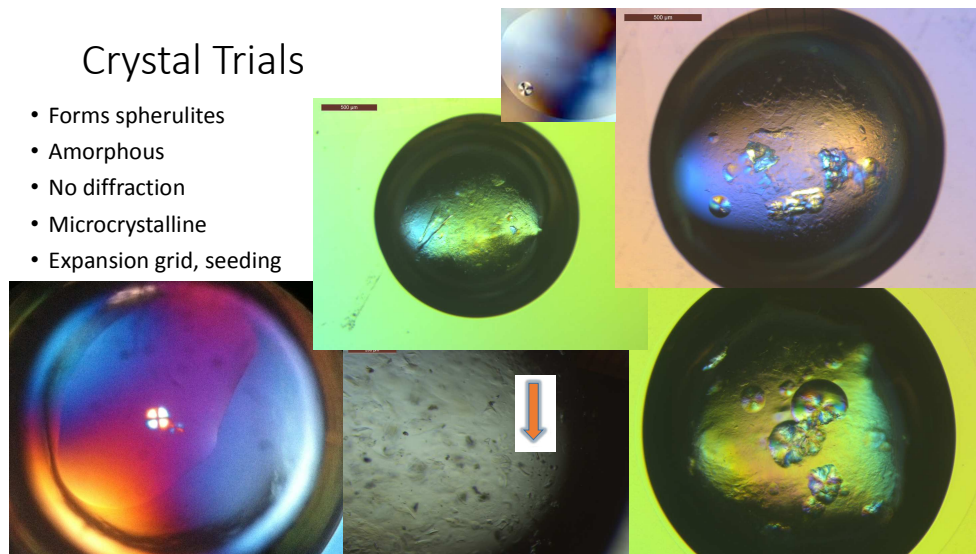 Crystal Trials
• Forms spherulites
• Amorphous
• No diffraction
• Microcrystalline
• Expansion grid, seeding
500 µm
500 µm